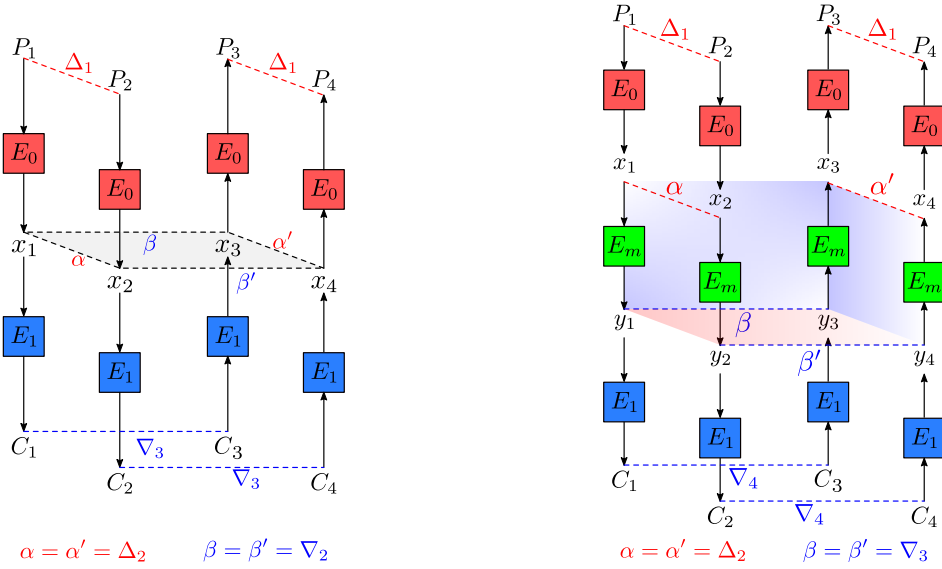 P₁ Δ₁ P₂ P₃ Δ₁ P₄
E₀ E₀ E₀ E₀
x₁ α x₂ β x₃ α′ x₄ β′
E₁ E₁ E₁ E₁
C₁ ∇₃ C₃
C₂ ∇₃ C₄
α = α′ = Δ₂ β = β′ = ∇₂
P₁ Δ₁ P₂ P₃ Δ₁ P₄
E₀ E₀ E₀ E₀
x₁ α x₂ x₃ α′ x₄
Eₘ Eₘ Eₘ Eₘ
y₁ β y₃
y₂ β′ y₄
E₁ E₁ E₁ E₁
C₁ ∇₄ C₃
C₂ ∇₄ C₄
α = α′ = Δ₂ β = β′ = ∇₃